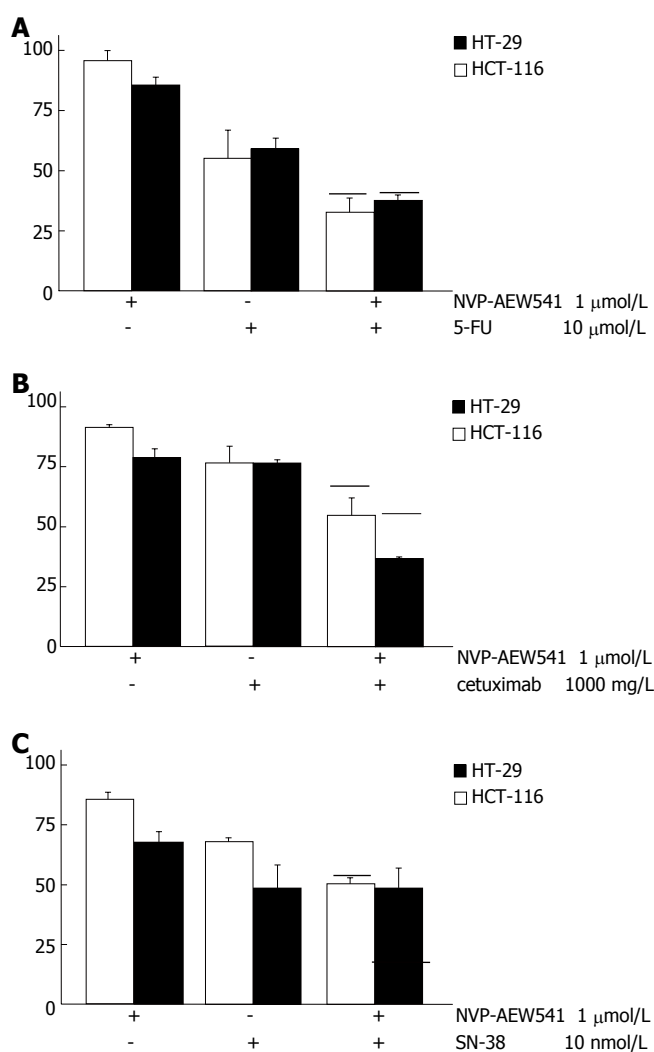 A
100
75
50
25
0
HT-29
HCT-116
+ - + NVP-AEW541 1 μmol/L
- + + 5-FU 10 μmol/L
B
100
75
50
25
0
HT-29
HCT-116
+ - + NVP-AEW541 1 μmol/L
- + + cetuximab 1000 mg/L
C
100
75
50
25
0
HT-29
HCT-116
+ - + NVP-AEW541 1 μmol/L
- + + SN-38 10 nmol/L